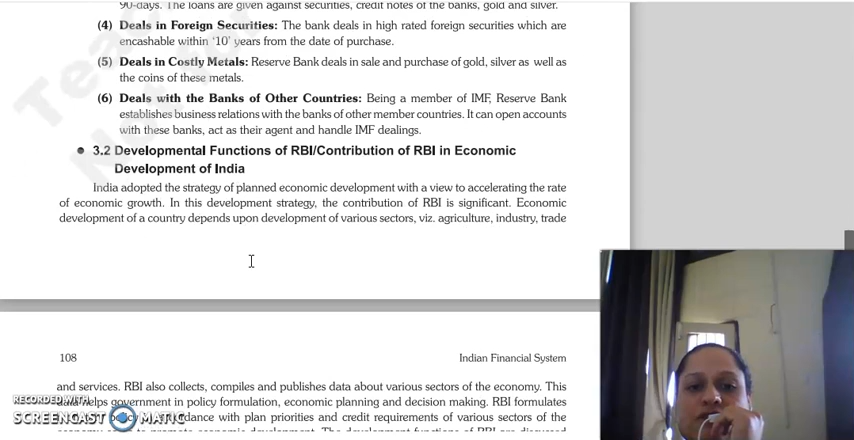 90-days. The loans are given against securities, credit notes of the banks, gold and silver.
(4) Deals in Foreign Securities: The bank deals in high rated foreign securities which are
encashable within '10' years from the date of purchase.
(5) Deals in Costly Metals: Reserve Bank deals in sale and purchase of gold, silver as well as
the coins of these metals.
(6) Deals with the Banks of Other Countries: Being a member of IMF, Reserve Bank
establishes business relations with the banks of other member countries. It can open accounts
with these banks, act as their agent and handle IMF dealings.
● 3.2 Developmental Functions of RBI/Contribution of RBI in Economic
Development of India
India adopted the strategy of planned economic development with a view to accelerating the rate
of economic growth. In this development strategy, the contribution of RBI is significant. Economic
development of a country depends upon development of various sectors, viz. agriculture, industry, trade
108 Indian Financial System
and services. RBI also collects, compiles and publishes data about various sectors of the economy. This
helps government in policy formulation, economic planning and decision making. RBI formulates
RECORDED WITH
SCREENCAST MATIC
with plan priorities and credit requirements of various sectors of the